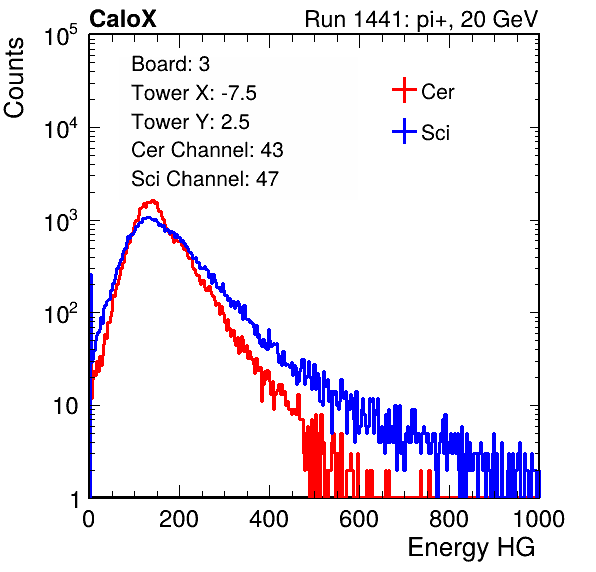 CaloX Run 1441: pi+, 20 GeV
Counts
Board: 3
Tower X: -7.5
Tower Y: 2.5
Cer Channel: 43
Sci Channel: 47
Cer
Sci
10^5
10^4
10^3
10^2
10
1
0 200 400 600 800 1000
Energy HG